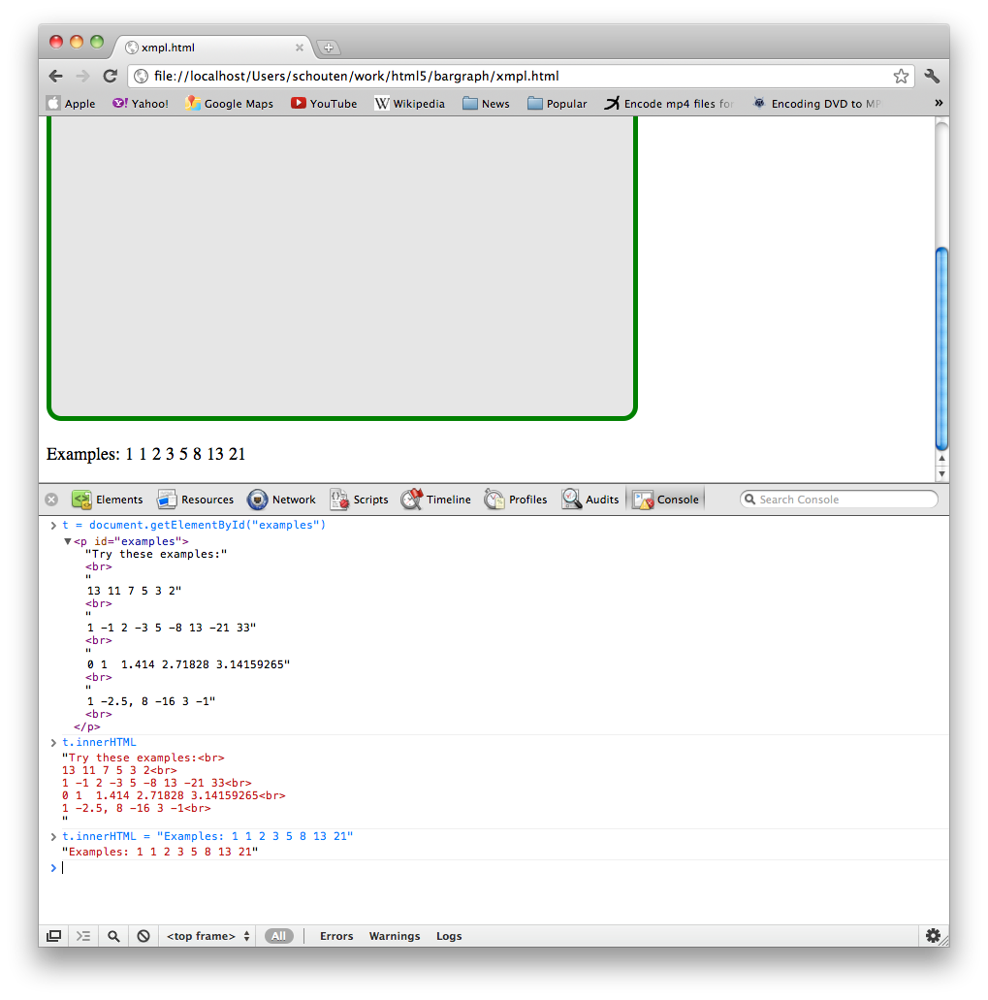 xmpl.html
file://localhost/Users/schouten/work/html5/bargraph/xmpl.html
Apple Yahoo! Google Maps YouTube Wikipedia News Popular Encode mp4 files for Encoding DVD to MP »
Examples: 1 1 2 3 5 8 13 21
Elements Resources Network Scripts Timeline Profiles Audits Console Search Console
> t = document.getElementById("examples")
▼<p id="examples">
"Try these examples:"
<br>
"
13 11 7 5 3 2"
<br>
"
1 -1 2 -3 5 -8 13 -21 33"
<br>
"
0 1  1.414 2.71828 3.14159265"
<br>
"
1 -2.5, 8 -16 3 -1"
<br>
</p>
> t.innerHTML
"Try these examples:<br>
13 11 7 5 3 2<br>
1 -1 2 -3 5 -8 13 -21 33<br>
0 1  1.414 2.71828 3.14159265<br>
1 -2.5, 8 -16 3 -1<br>
"
> t.innerHTML = "Examples: 1 1 2 3 5 8 13 21"
"Examples: 1 1 2 3 5 8 13 21"
>
<top frame> All Errors Warnings Logs